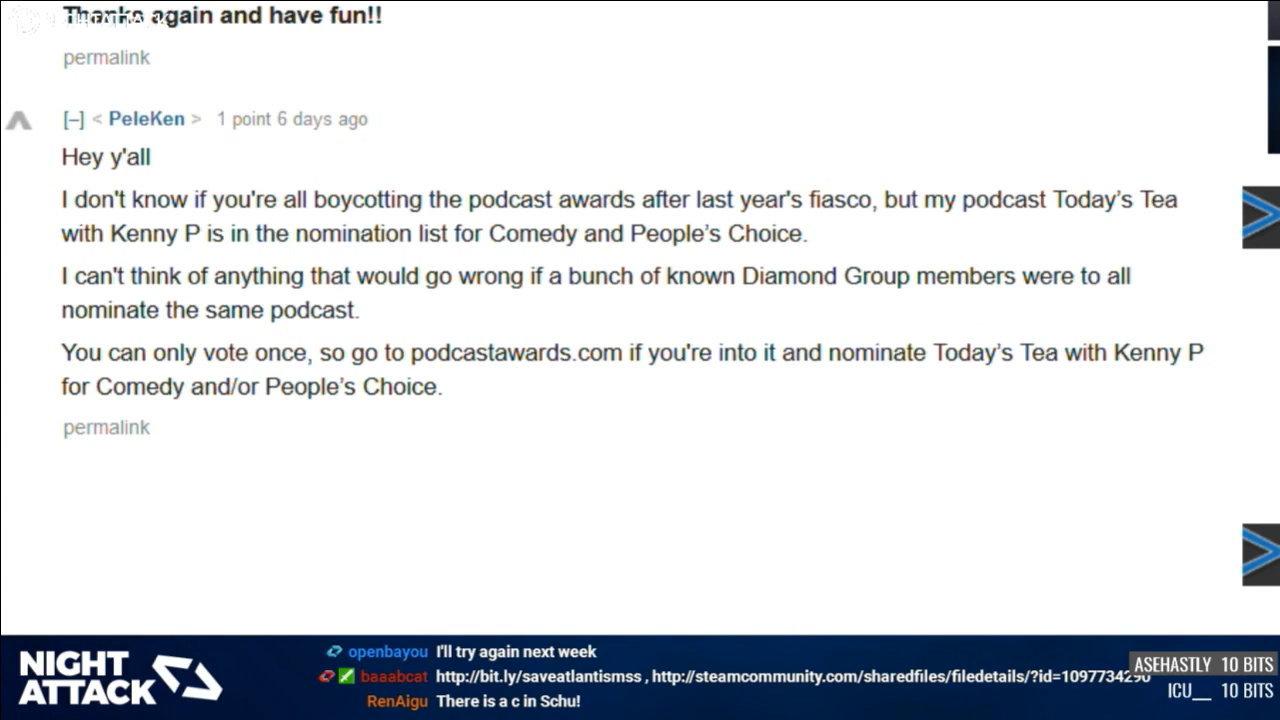 Thanks again and have fun!!
permalink
[–] < PeleKen > 1 point 6 days ago
Hey y'all
I don't know if you're all boycotting the podcast awards after last year's fiasco, but my podcast Today’s Tea
with Kenny P is in the nomination list for Comedy and People’s Choice.
I can't think of anything that would go wrong if a bunch of known Diamond Group members were to all
nominate the same podcast.
You can only vote once, so go to podcastawards.com if you're into it and nominate Today’s Tea with Kenny P
for Comedy and/or People’s Choice.
permalink
NIGHT
ATTACK
openbayou I'll try again next week
baaabcat http://bit.ly/saveatlantismss , http://steamcommunity.com/sharedfiles/filedetails/?id=1097734290
RenAigu There is a c in Schu!
ASEHASTLY 10 BITS
ICU__ 10 BITS